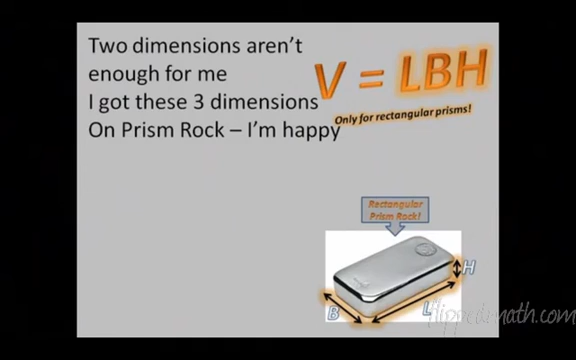 Two dimensions aren't
enough for me
I got these 3 dimensions
On Prism Rock – I'm happy
V = LBH
Only for rectangular prisms!
Rectangular
Prism Rock!
H
B
L
flippedmath.com